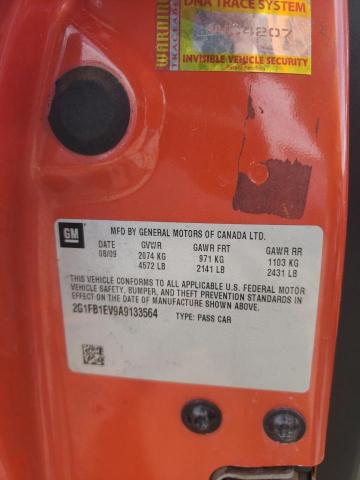 DNA TRACE SYSTEM
WARNING
TRACEABLE
4207
INVISIBLE VEHICLE SECURITY
GM
MFD BY GENERAL MOTORS OF CANADA LTD.
DATE GVWR GAWR FRT GAWR RR
08/09 2074 KG 971 KG 1103 KG
4572 LB 2141 LB 2431 LB
THIS VEHICLE CONFORMS TO ALL APPLICABLE U.S. FEDERAL MOTOR
VEHICLE SAFETY, BUMPER, AND THEFT PREVENTION STANDARDS IN
EFFECT ON THE DATE OF MANUFACTURE SHOWN ABOVE.
2G1FB1EV9A9133564 TYPE: PASS CAR